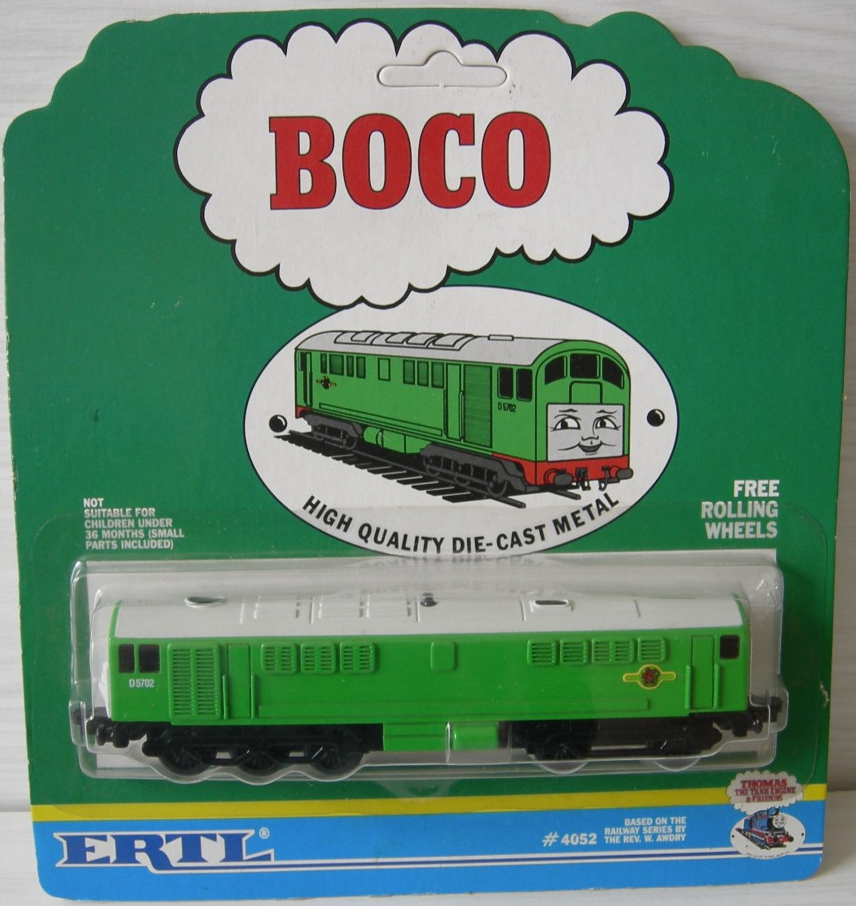 BOCO
D5702
HIGH QUALITY DIE-CAST METAL
NOT
SUITABLE FOR
CHILDREN UNDER
36 MONTHS (SMALL
PARTS INCLUDED)
FREE
ROLLING
WHEELS
D5702
THOMAS
THE TANK ENGINE
& FRIENDS
ERTL®
#4052
BASED ON THE
RAILWAY SERIES BY
THE REV. W. AWDRY